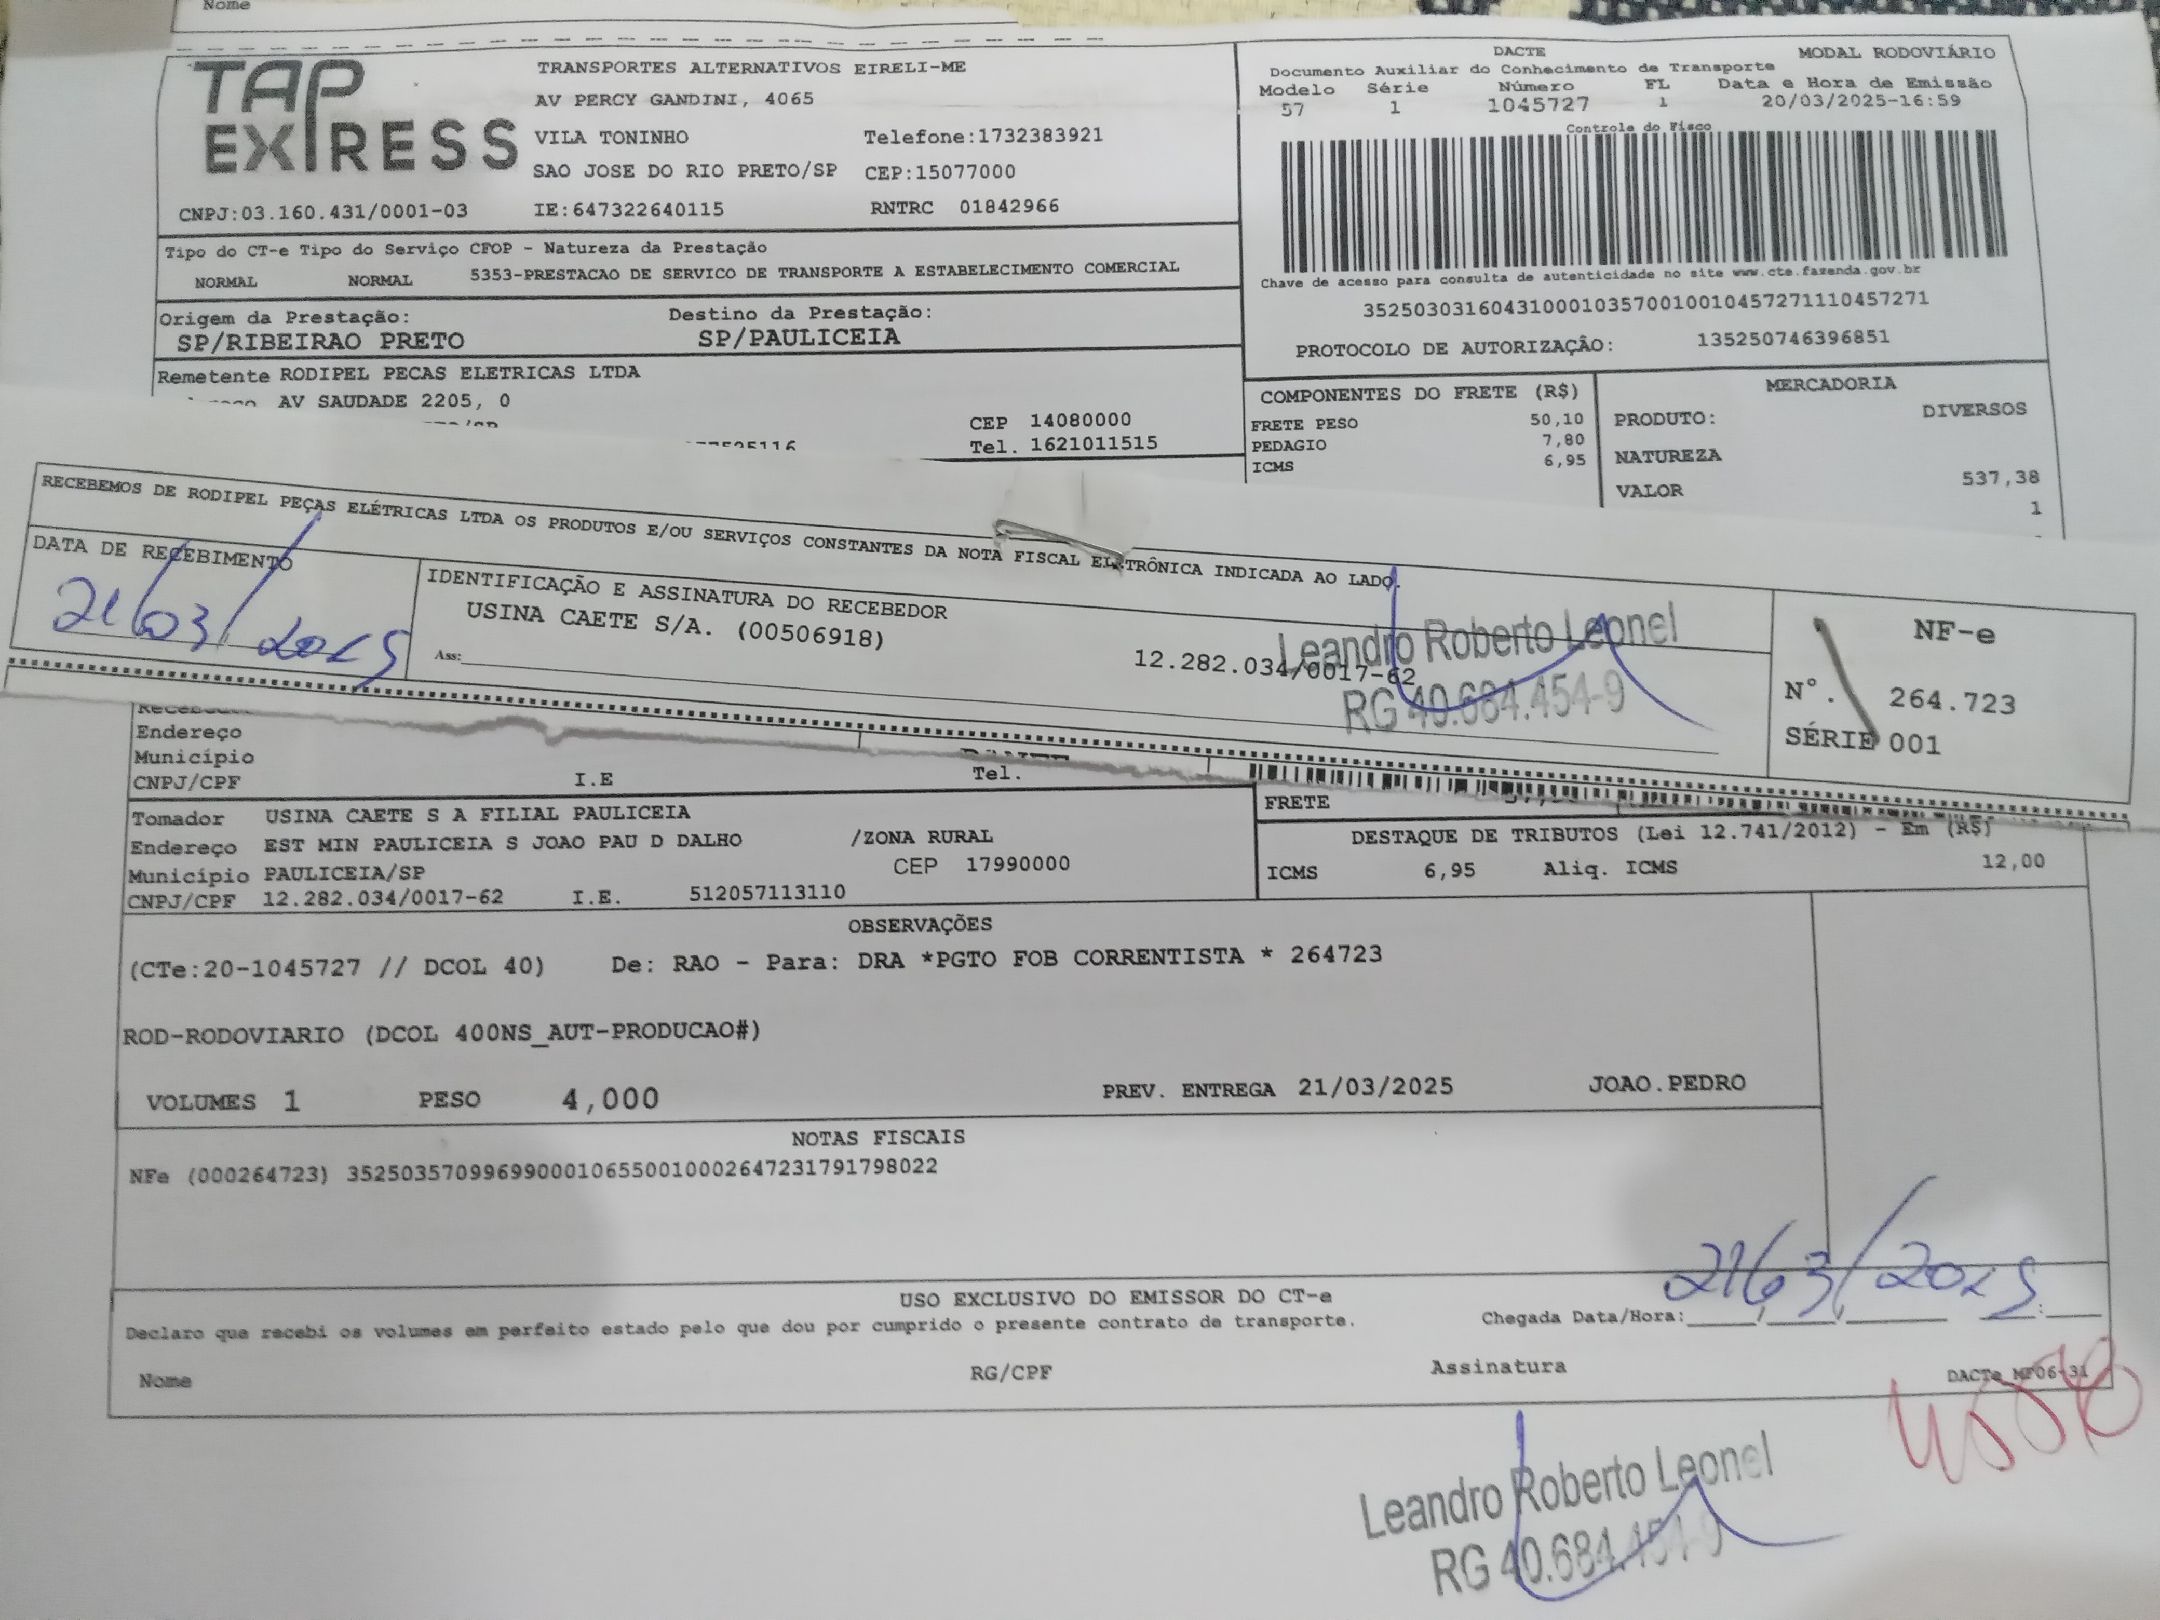 Nome
TAP EXPRESS
TRANSPORTES ALTERNATIVOS EIRELI-ME
AV PERCY GANDINI, 4065
VILA TONINHO Telefone:1732383921
SAO JOSE DO RIO PRETO/SP CEP:15077000
CNPJ:03.160.431/0001-03 IE:647322640115 RNTRC 01842966
DACTE MODAL RODOVIÁRIO
Documento Auxiliar do Conhecimento de Transporte
Modelo Série Número FL Data e Hora de Emissão
57 1 1045727 1 20/03/2025-16:59
Controle do Fisco
Chave de acesso para consulta de autenticidade no site www.cte.fazenda.gov.br
35250303160431000103570010010457271110457271
PROTOCOLO DE AUTORIZAÇÃO: 135250746396851
Tipo do CT-e Tipo do Serviço CFOP - Natureza da Prestação
NORMAL NORMAL 5353-PRESTACAO DE SERVICO DE TRANSPORTE A ESTABELECIMENTO COMERCIAL
Origem da Prestação: Destino da Prestação:
SP/RIBEIRAO PRETO SP/PAULICEIA
Remetente RODIPEL PECAS ELETRICAS LTDA
AV SAUDADE 2205, 0
CEP 14080000
Tel. 1621011515
COMPONENTES DO FRETE (R$)
FRETE PESO 50,10
PEDAGIO 7,80
ICMS 6,95
MERCADORIA
PRODUTO: DIVERSOS
NATUREZA
VALOR 537,38
1
RECEBEMOS DE RODIPEL PEÇAS ELÉTRICAS LTDA OS PRODUTOS E/OU SERVIÇOS CONSTANTES DA NOTA FISCAL ELETRÔNICA INDICADA AO LADO.
DATA DE RECEBIMENTO
21/03/2025
IDENTIFICAÇÃO E ASSINATURA DO RECEBEDOR
USINA CAETE S/A. (00506918) 12.282.034/0017-62
Ass:
Leandro Roberto Leonel
RG 40.684.454-9
NF-e
Nº. 264.723
SÉRIE 001
Endereço
Município
CNPJ/CPF I.E Tel.
FRETE
Tomador USINA CAETE S A FILIAL PAULICEIA
Endereço EST MIN PAULICEIA S JOAO PAU D DALHO /ZONA RURAL
Município PAULICEIA/SP CEP 17990000
CNPJ/CPF 12.282.034/0017-62 I.E. 512057113110
DESTAQUE DE TRIBUTOS (Lei 12.741/2012) - Em (R$)
ICMS 6,95 Aliq. ICMS 12,00
OBSERVAÇÕES
(CTe:20-1045727 // DCOL 40) De: RAO - Para: DRA *PGTO FOB CORRENTISTA * 264723
ROD-RODOVIARIO (DCOL 400NS_AUT-PRODUCAO#)
VOLUMES 1 PESO 4,000 PREV. ENTREGA 21/03/2025 JOAO.PEDRO
NOTAS FISCAIS
NFe (000264723) 35250357099699000106550010002647231791798022
USO EXCLUSIVO DO EMISSOR DO CT-e
Declaro que recebi os volumes em perfeito estado pelo que dou por cumprido o presente contrato de transporte.
Chegada Data/Hora: 21/03/2025
Nome RG/CPF Assinatura DACTe MF06-31
Leandro Roberto Leonel
RG 40.684.454-9